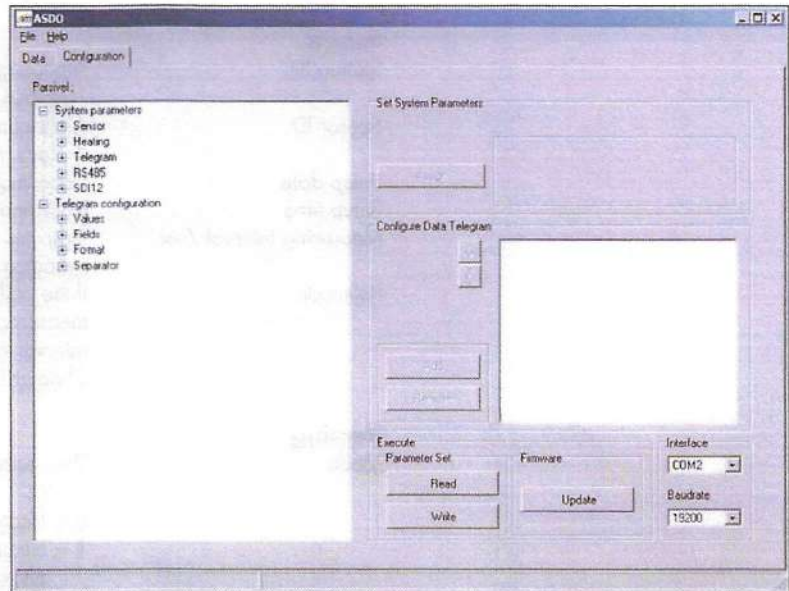 ASDO
File Help
Data Configuration
Parsivel:
System parameters
Sensor
Heating
Telegram
RS485
SDI12
Telegram configuration
Values
Fields
Format
Separator
Set System Parameters
Configure Data Telegram
Execute
Parameter Set
Read
Write
Firmware
Update
Interface
COM2
Baudrate
19200